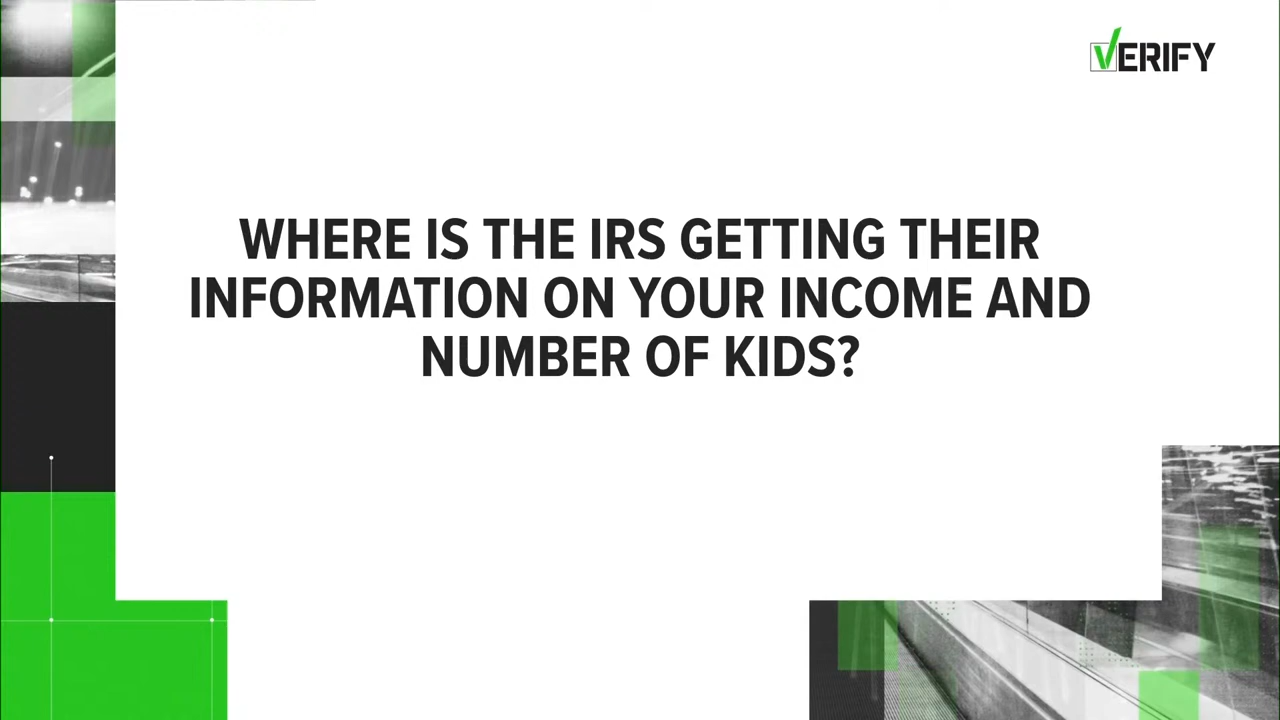 VERIFY
WHERE IS THE IRS GETTING THEIR
INFORMATION ON YOUR INCOME AND
NUMBER OF KIDS?